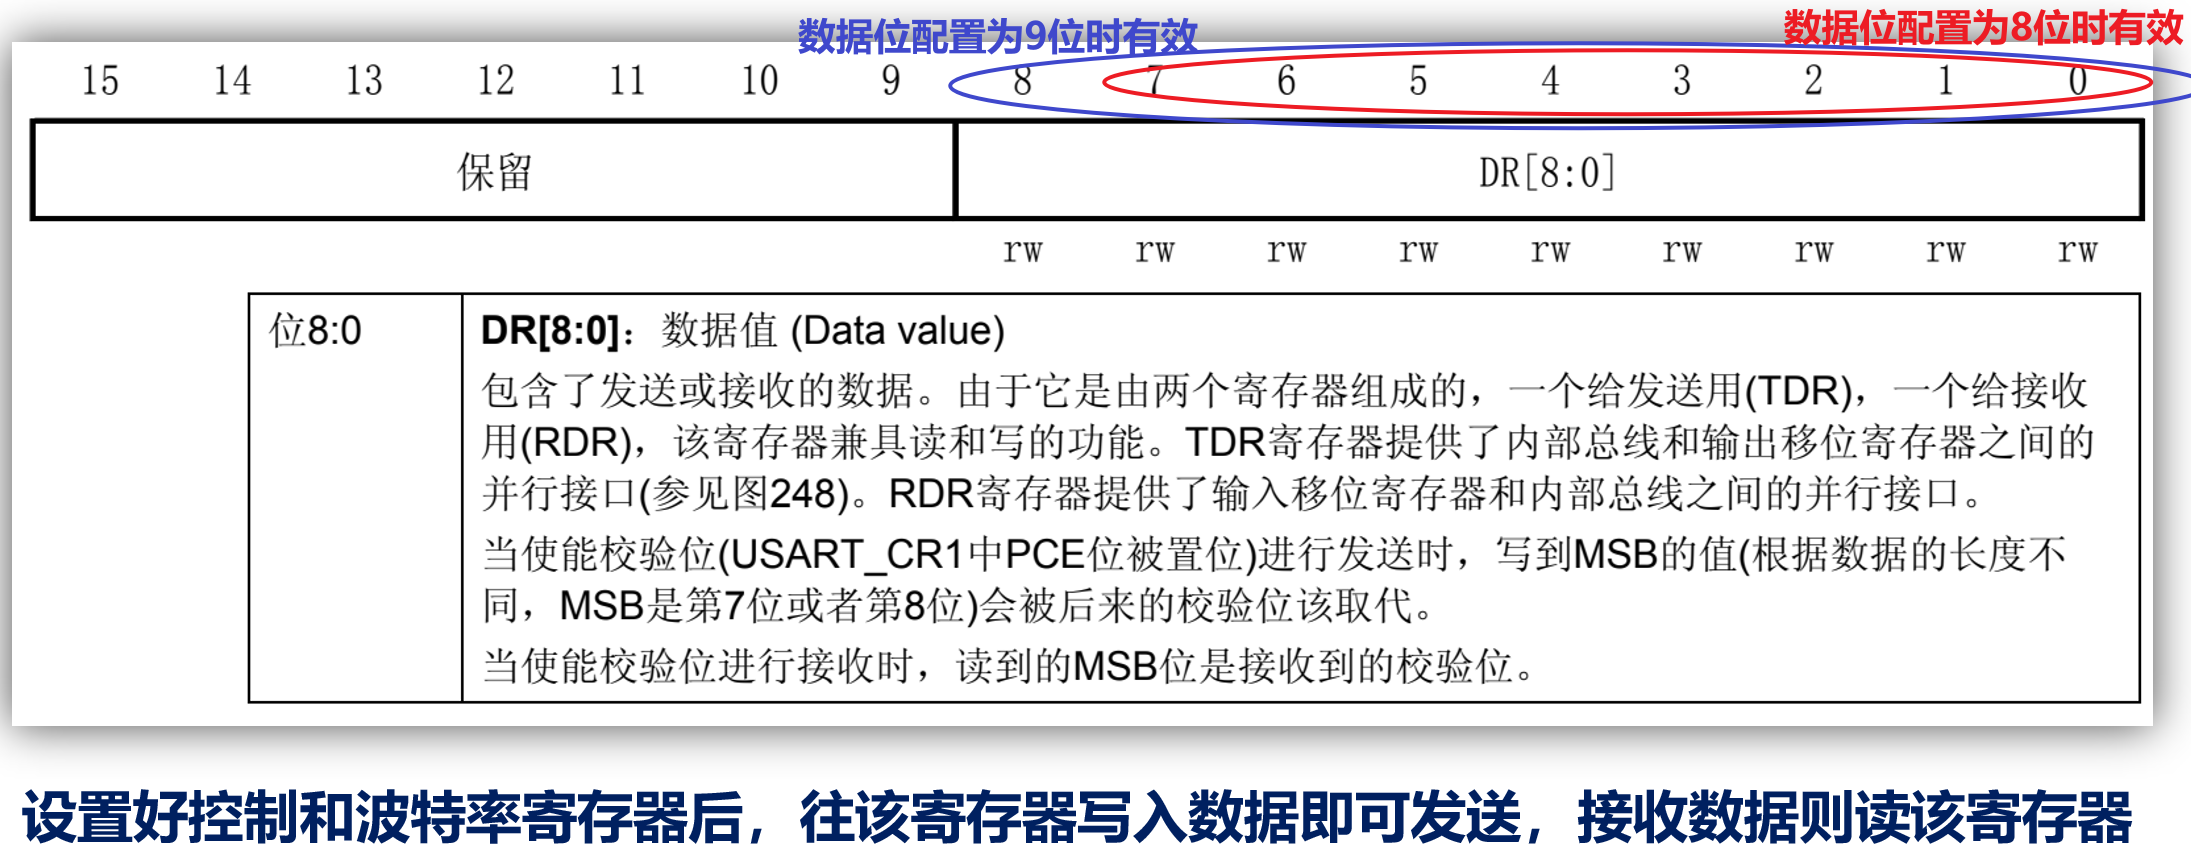 数据位配置为9位时有效
数据位配置为8位时有效
15 14 13 12 11 10 9 8 7 6 5 4 3 2 1 0
保留 DR[8:0]
rw rw rw rw rw rw rw rw rw
位8:0
DR[8:0]：数据值 (Data value)
包含了发送或接收的数据。由于它是由两个寄存器组成的，一个给发送用(TDR)，一个给接收
用(RDR)，该寄存器兼具读和写的功能。TDR寄存器提供了内部总线和输出移位寄存器之间的
并行接口(参见图248)。RDR寄存器提供了输入移位寄存器和内部总线之间的并行接口。
当使能校验位(USART_CR1中PCE位被置位)进行发送时，写到MSB的值(根据数据的长度不
同，MSB是第7位或者第8位)会被后来的校验位该取代。
当使能校验位进行接收时，读到的MSB位是接收到的校验位。
设置好控制和波特率寄存器后，往该寄存器写入数据即可发送，接收数据则读该寄存器